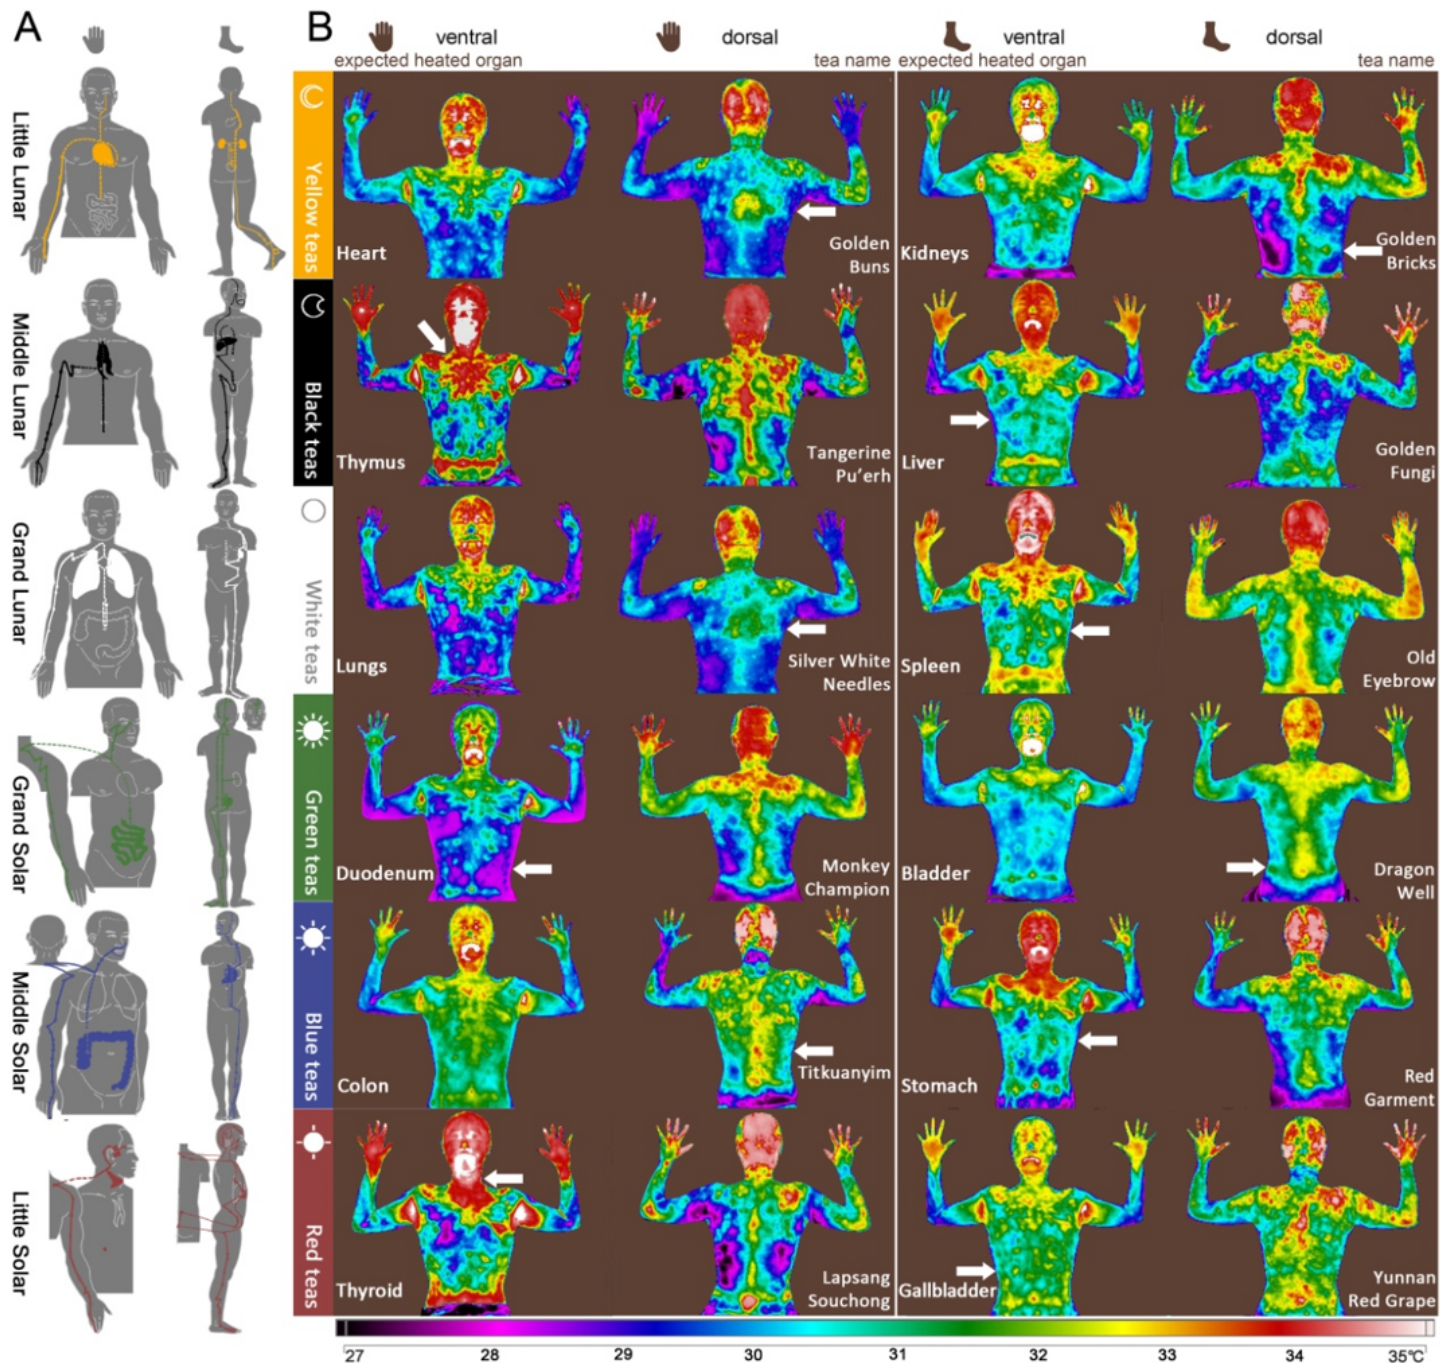 A
B
ventral
dorsal
ventral
dorsal
expected heated organ
tea name
expected heated organ
tea name
Little Lunar
Yellow teas
Heart
Golden
Buns
Kidneys
Golden
Bricks
Middle Lunar
Black teas
Thymus
Tangerine
Pu'erh
Liver
Golden
Fungi
Grand Lunar
White teas
Lungs
Silver White
Needles
Spleen
Old
Eyebrow
Grand Solar
Green teas
Duodenum
Monkey
Champion
Bladder
Dragon
Well
Middle Solar
Blue teas
Colon
Titkuanyim
Stomach
Red
Garment
Little Solar
Red teas
Thyroid
Lapsang
Souchong
Gallbladder
Yunnan
Red Grape
27 28 29 30 31 32 33 34 35℃